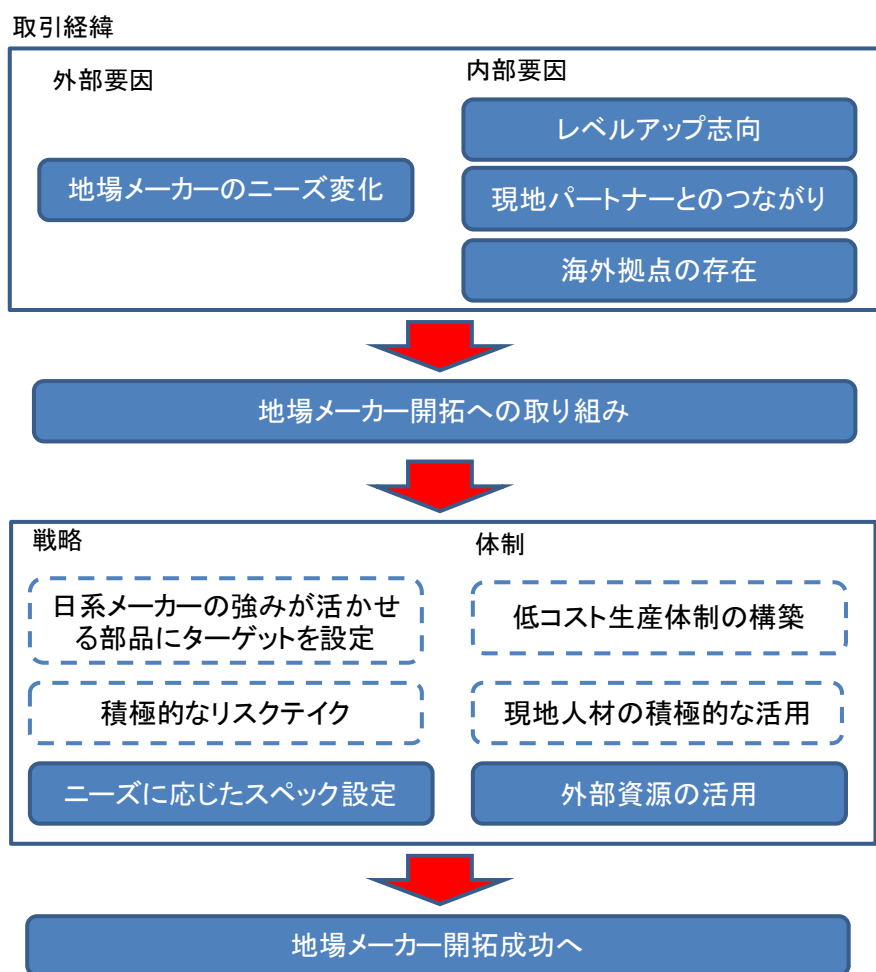 取引経緯
外部要因
地場メーカーのニーズ変化
内部要因
レベルアップ志向
現地パートナーとのつながり
海外拠点の存在
地場メーカー開拓への取り組み
戦略
日系メーカーの強みが活かせ
る部品にターゲットを設定
積極的なリスクテイク
ニーズに応じたスペック設定
体制
低コスト生産体制の構築
現地人材の積極的な活用
外部資源の活用
地場メーカー開拓成功へ